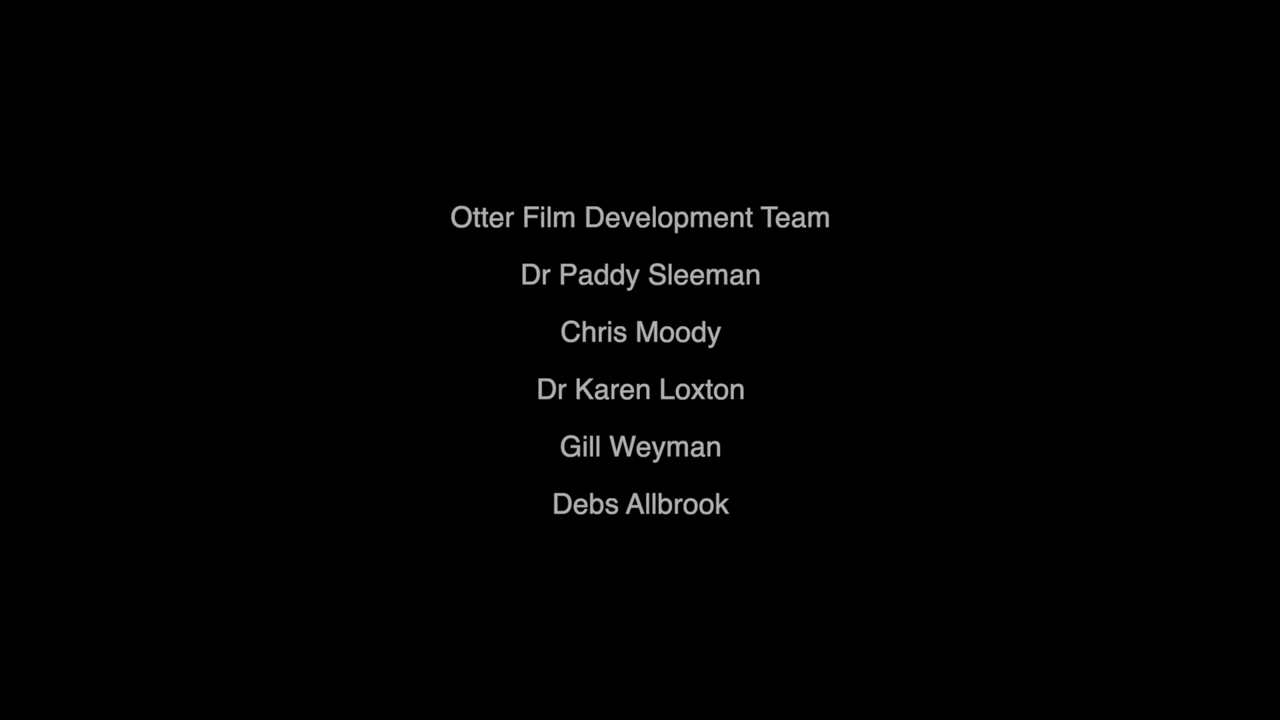 Otter Film Development Team
Dr Paddy Sleeman
Chris Moody
Dr Karen Loxton
Gill Weyman
Debs Allbrook